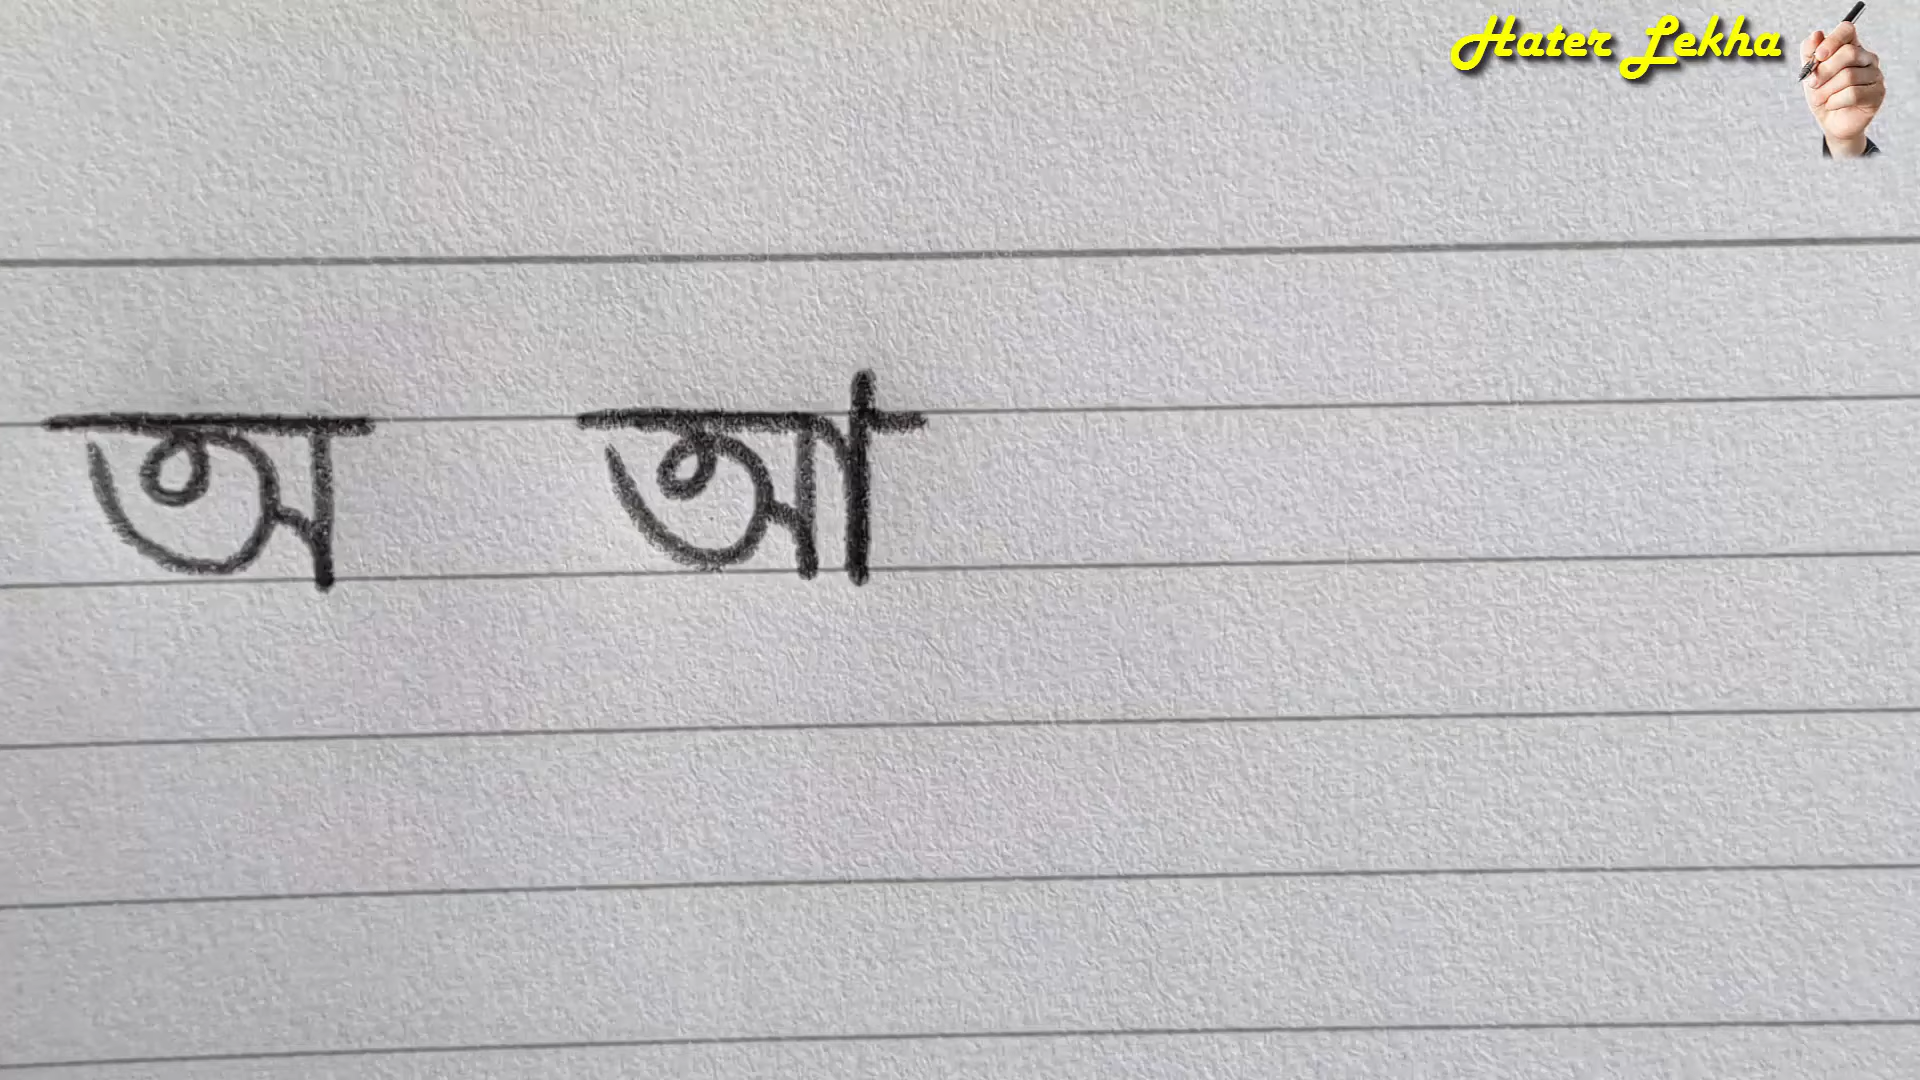 Hater Lekha
অ আ